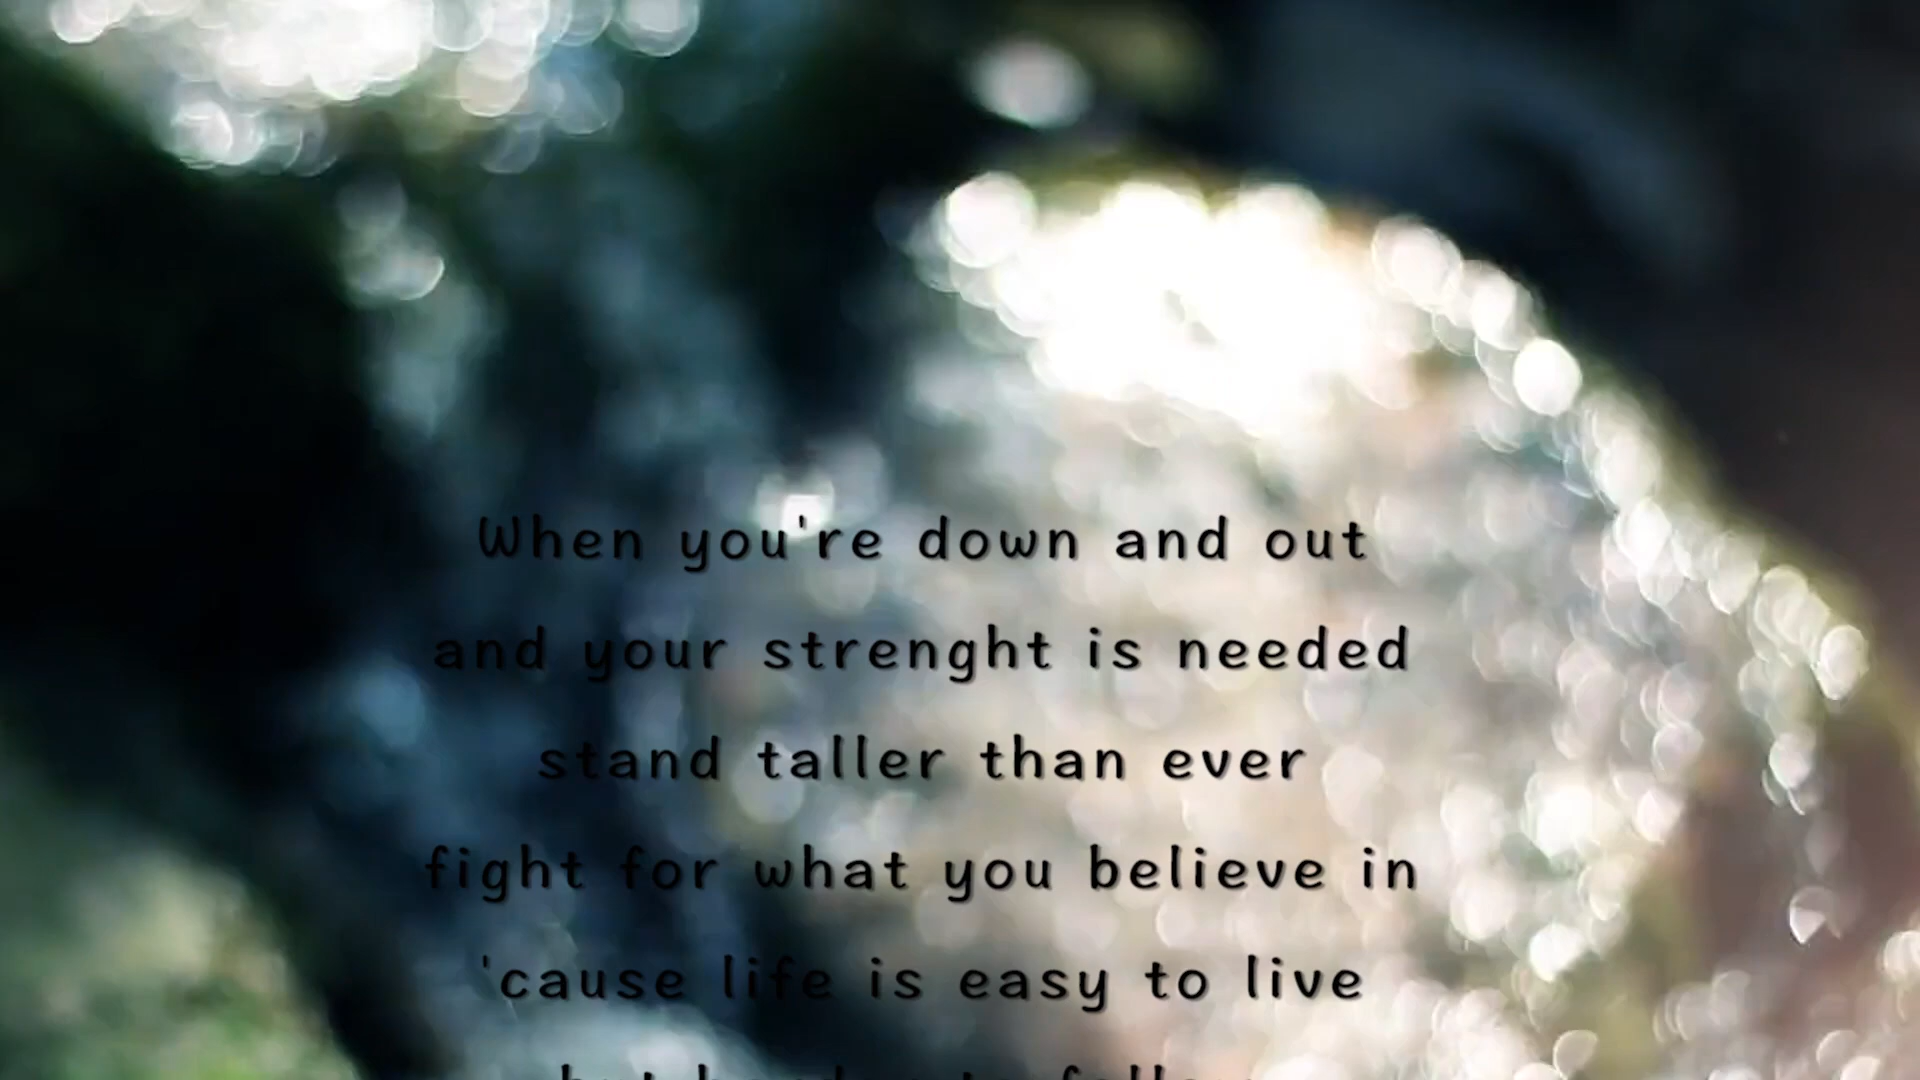 When you're down and out
and your strenght is needed
stand taller than ever
fight for what you believe in
'cause life is easy to live